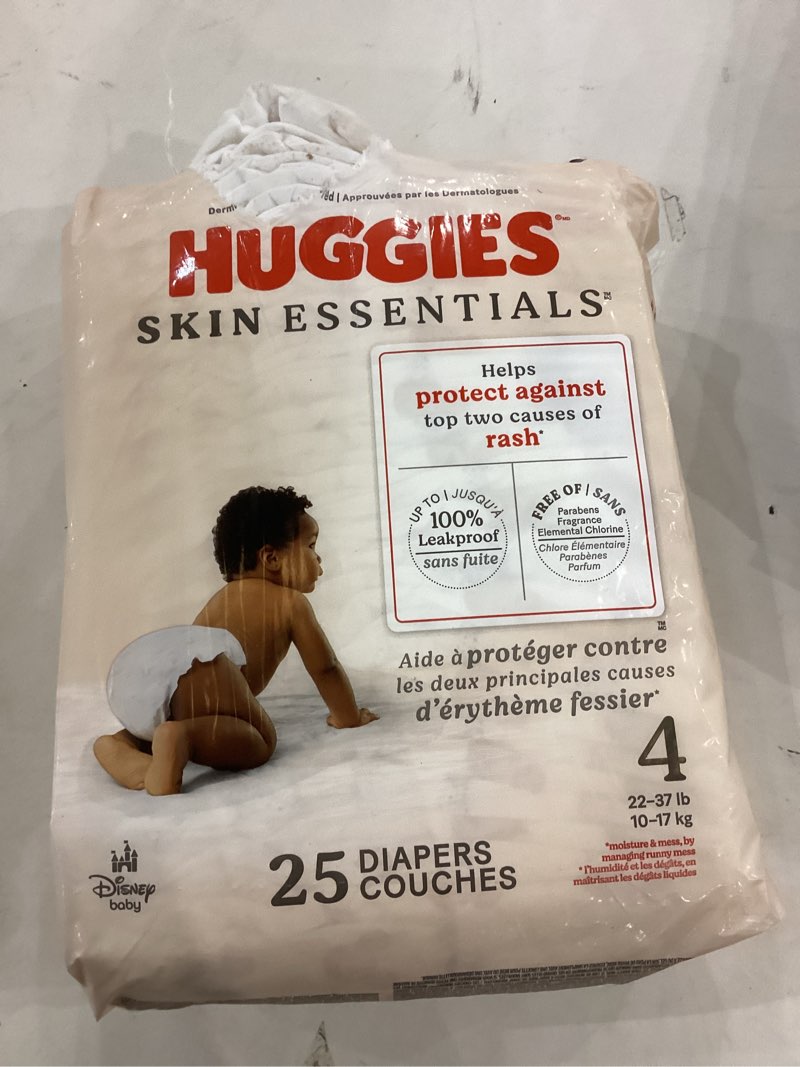 ed | Approuvées par les Dermatologues
HUGGIES
SKIN ESSENTIALS™
Helps
protect against
top two causes of
rash*
UP TO | JUSQU'À
100%
Leakproof
sans fuite
FREE OF | SANS
Parabens
Fragrance
Elemental Chlorine
Chlore Élémentaire
Parabènes
Parfum
Aide à protéger contre
les deux principales causes
d'érythème fessier*
4
22–37 lb
10–17 kg
*moisture & mess, by
managing runny mess
*l'humidité et les dégâts, en
maîtrisant les dégâts liquides
25 DIAPERS
COUCHES
Disney
baby